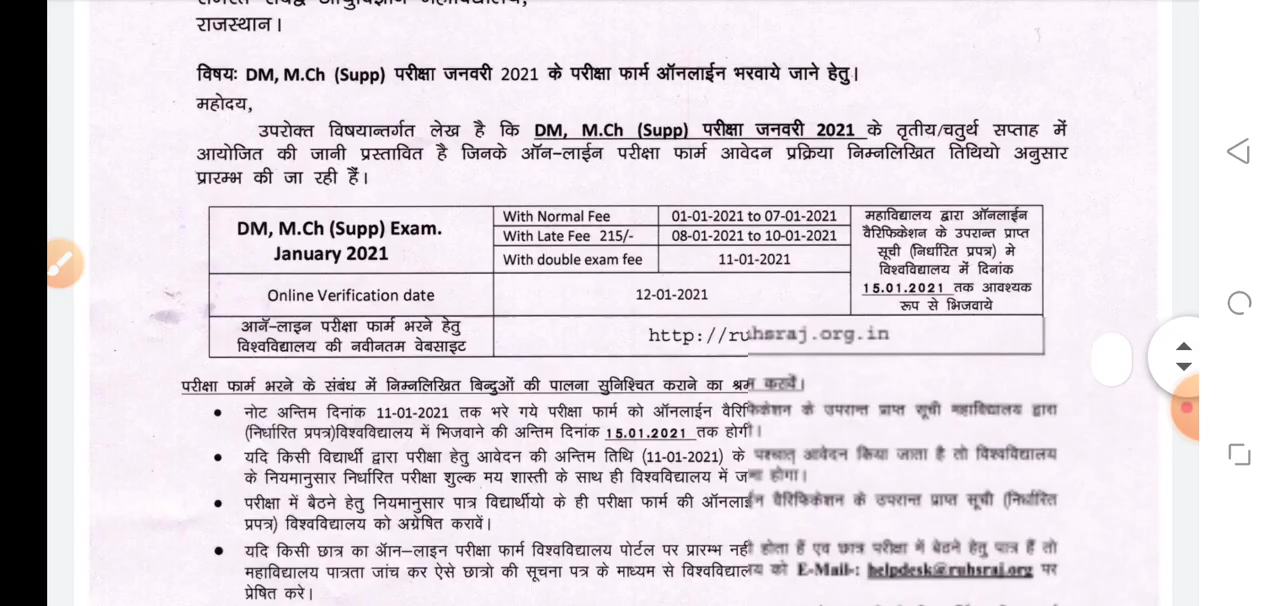 राजस्थान।
विषयः DM, M.Ch (Supp) परीक्षा जनवरी 2021 के परीक्षा फार्म ऑनलाईन भरवाये जाने हेतु।
महोदय,
उपरोक्त विषयान्तर्गत लेख है कि DM, M.Ch (Supp) परीक्षा जनवरी 2021 के तृतीय/चतुर्थ सप्ताह में
आयोजित की जानी प्रस्तावित है जिनके ऑन–लाईन परीक्षा फार्म आवेदन प्रक्रिया निम्नलिखित तिथियो अनुसार
प्रारम्भ की जा रही हैं।
DM, M.Ch (Supp) Exam.
January 2021
With Normal Fee 01-01-2021 to 07-01-2021
With Late Fee 215/- 08-01-2021 to 10-01-2021
With double exam fee 11-01-2021
महाविद्यालय द्वारा ऑनलाईन
वैरिफिकेशन के उपरान्त प्राप्त
सूची (निर्धारित प्रपत्र) मे
विश्वविद्यालय में दिनांक
15.01.2021 तक आवश्यक
रूप से भिजवाये
Online Verification date 12-01-2021
आनॅ–लाइन परीक्षा फार्म भरने हेतु
विश्वविद्यालय की नवीनतम वेबसाइट
http://ruhsraj.org.in
परीक्षा फार्म भरने के संबंध में निम्नलिखित बिन्दुओं की पालना सुनिश्चित कराने का श्रम करावें।
• नोट अन्तिम दिनांक 11-01-2021 तक भरे गये परीक्षा फार्म को ऑनलाईन वैरिफिकेशन के उपरान्त प्राप्त सूची महाविद्यालय द्वारा
(निर्धारित प्रपत्र)विश्वविद्यालय में भिजवाने की अन्तिम दिनांक 15.01.2021 तक होगी।
• यदि किसी विद्यार्थी द्वारा परीक्षा हेतु आवेदन की अन्तिम तिथि (11-01-2021) के पश्चात् आवेदन किया जाता है तो विश्वविद्यालय
के नियमानुसार निर्धारित परीक्षा शुल्क मय शास्ती के साथ ही विश्वविद्यालय में जमा होगा।
• परीक्षा में बैठने हेतु नियमानुसार पात्र विद्यार्थीयो के ही परीक्षा फार्म की ऑनलाईन वैरिफिकेशन के उपरान्त प्राप्त सूची (निर्धारित
प्रपत्र) विश्वविद्यालय को अग्रेषित करावें।
• यदि किसी छात्र का ऑन–लाइन परीक्षा फार्म विश्वविद्यालय पोर्टल पर प्रारम्भ नही होता हैं एव छात्र परीक्षा में बेठने हेतु पात्र हैं तो
महाविद्यालय पात्रता जांच कर ऐसे छात्रो की सूचना पत्र के माध्यम से विश्वविद्यालय को E-Mail-: helpdesk@ruhsraj.org पर
प्रेषित करे।